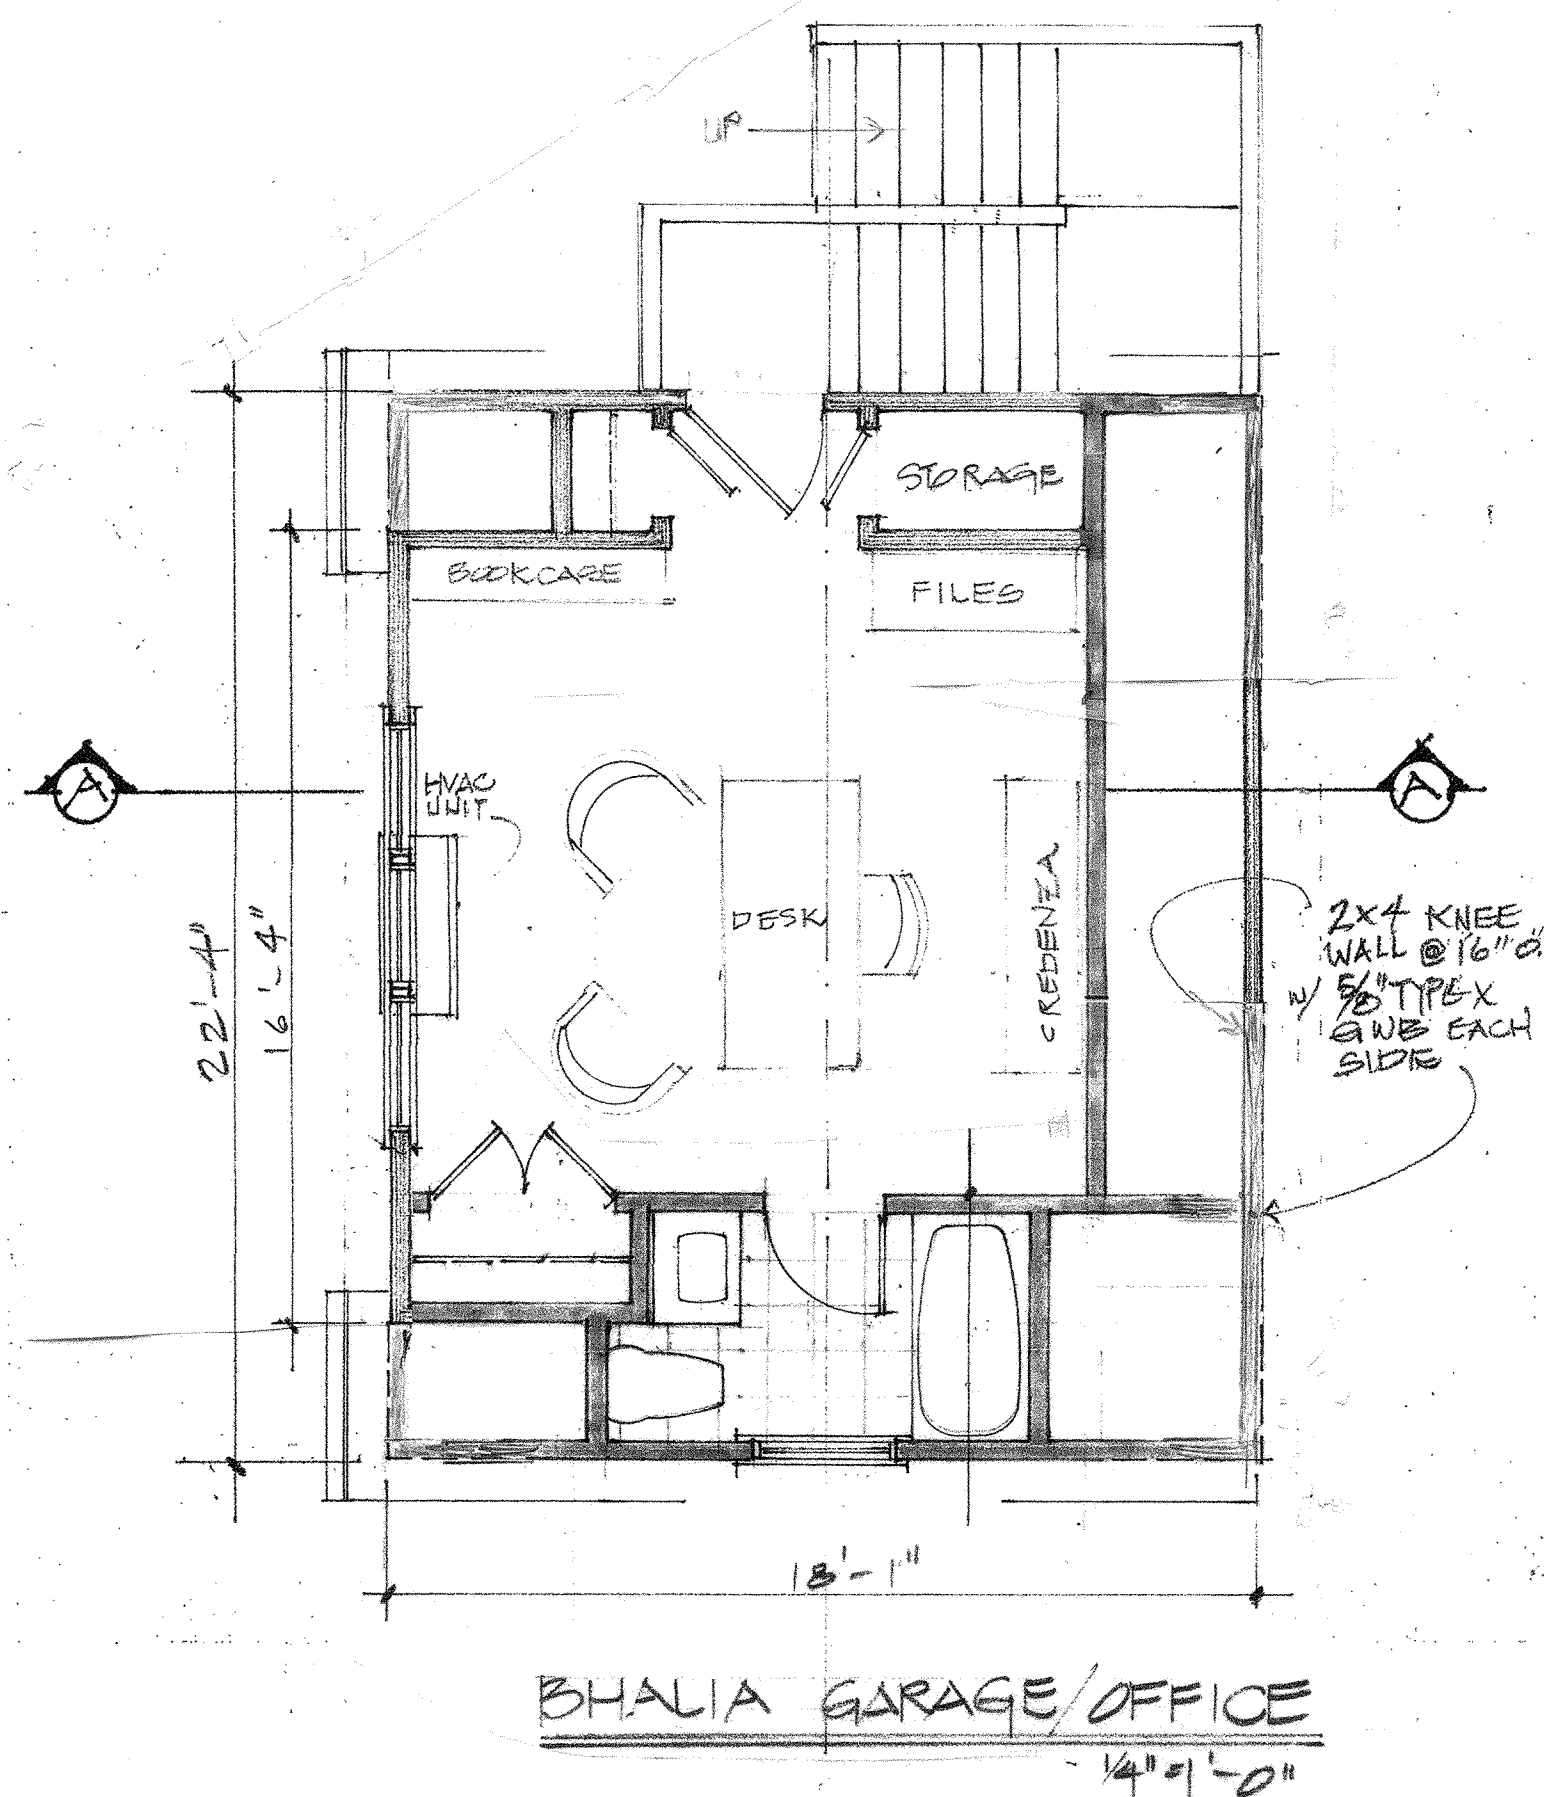 UP
STORAGE
BOOKCASE
FILES
A
HVAC
UNIT
A
DESK
CREDENZA
22'-4"
16'-4"
2X4 KNEE
WALL @ 16" O.
W/ 5/8" TYPE X
GWB EACH
SIDE
18'-1"
BHALIA GARAGE/OFFICE
1/4"=1'-0"